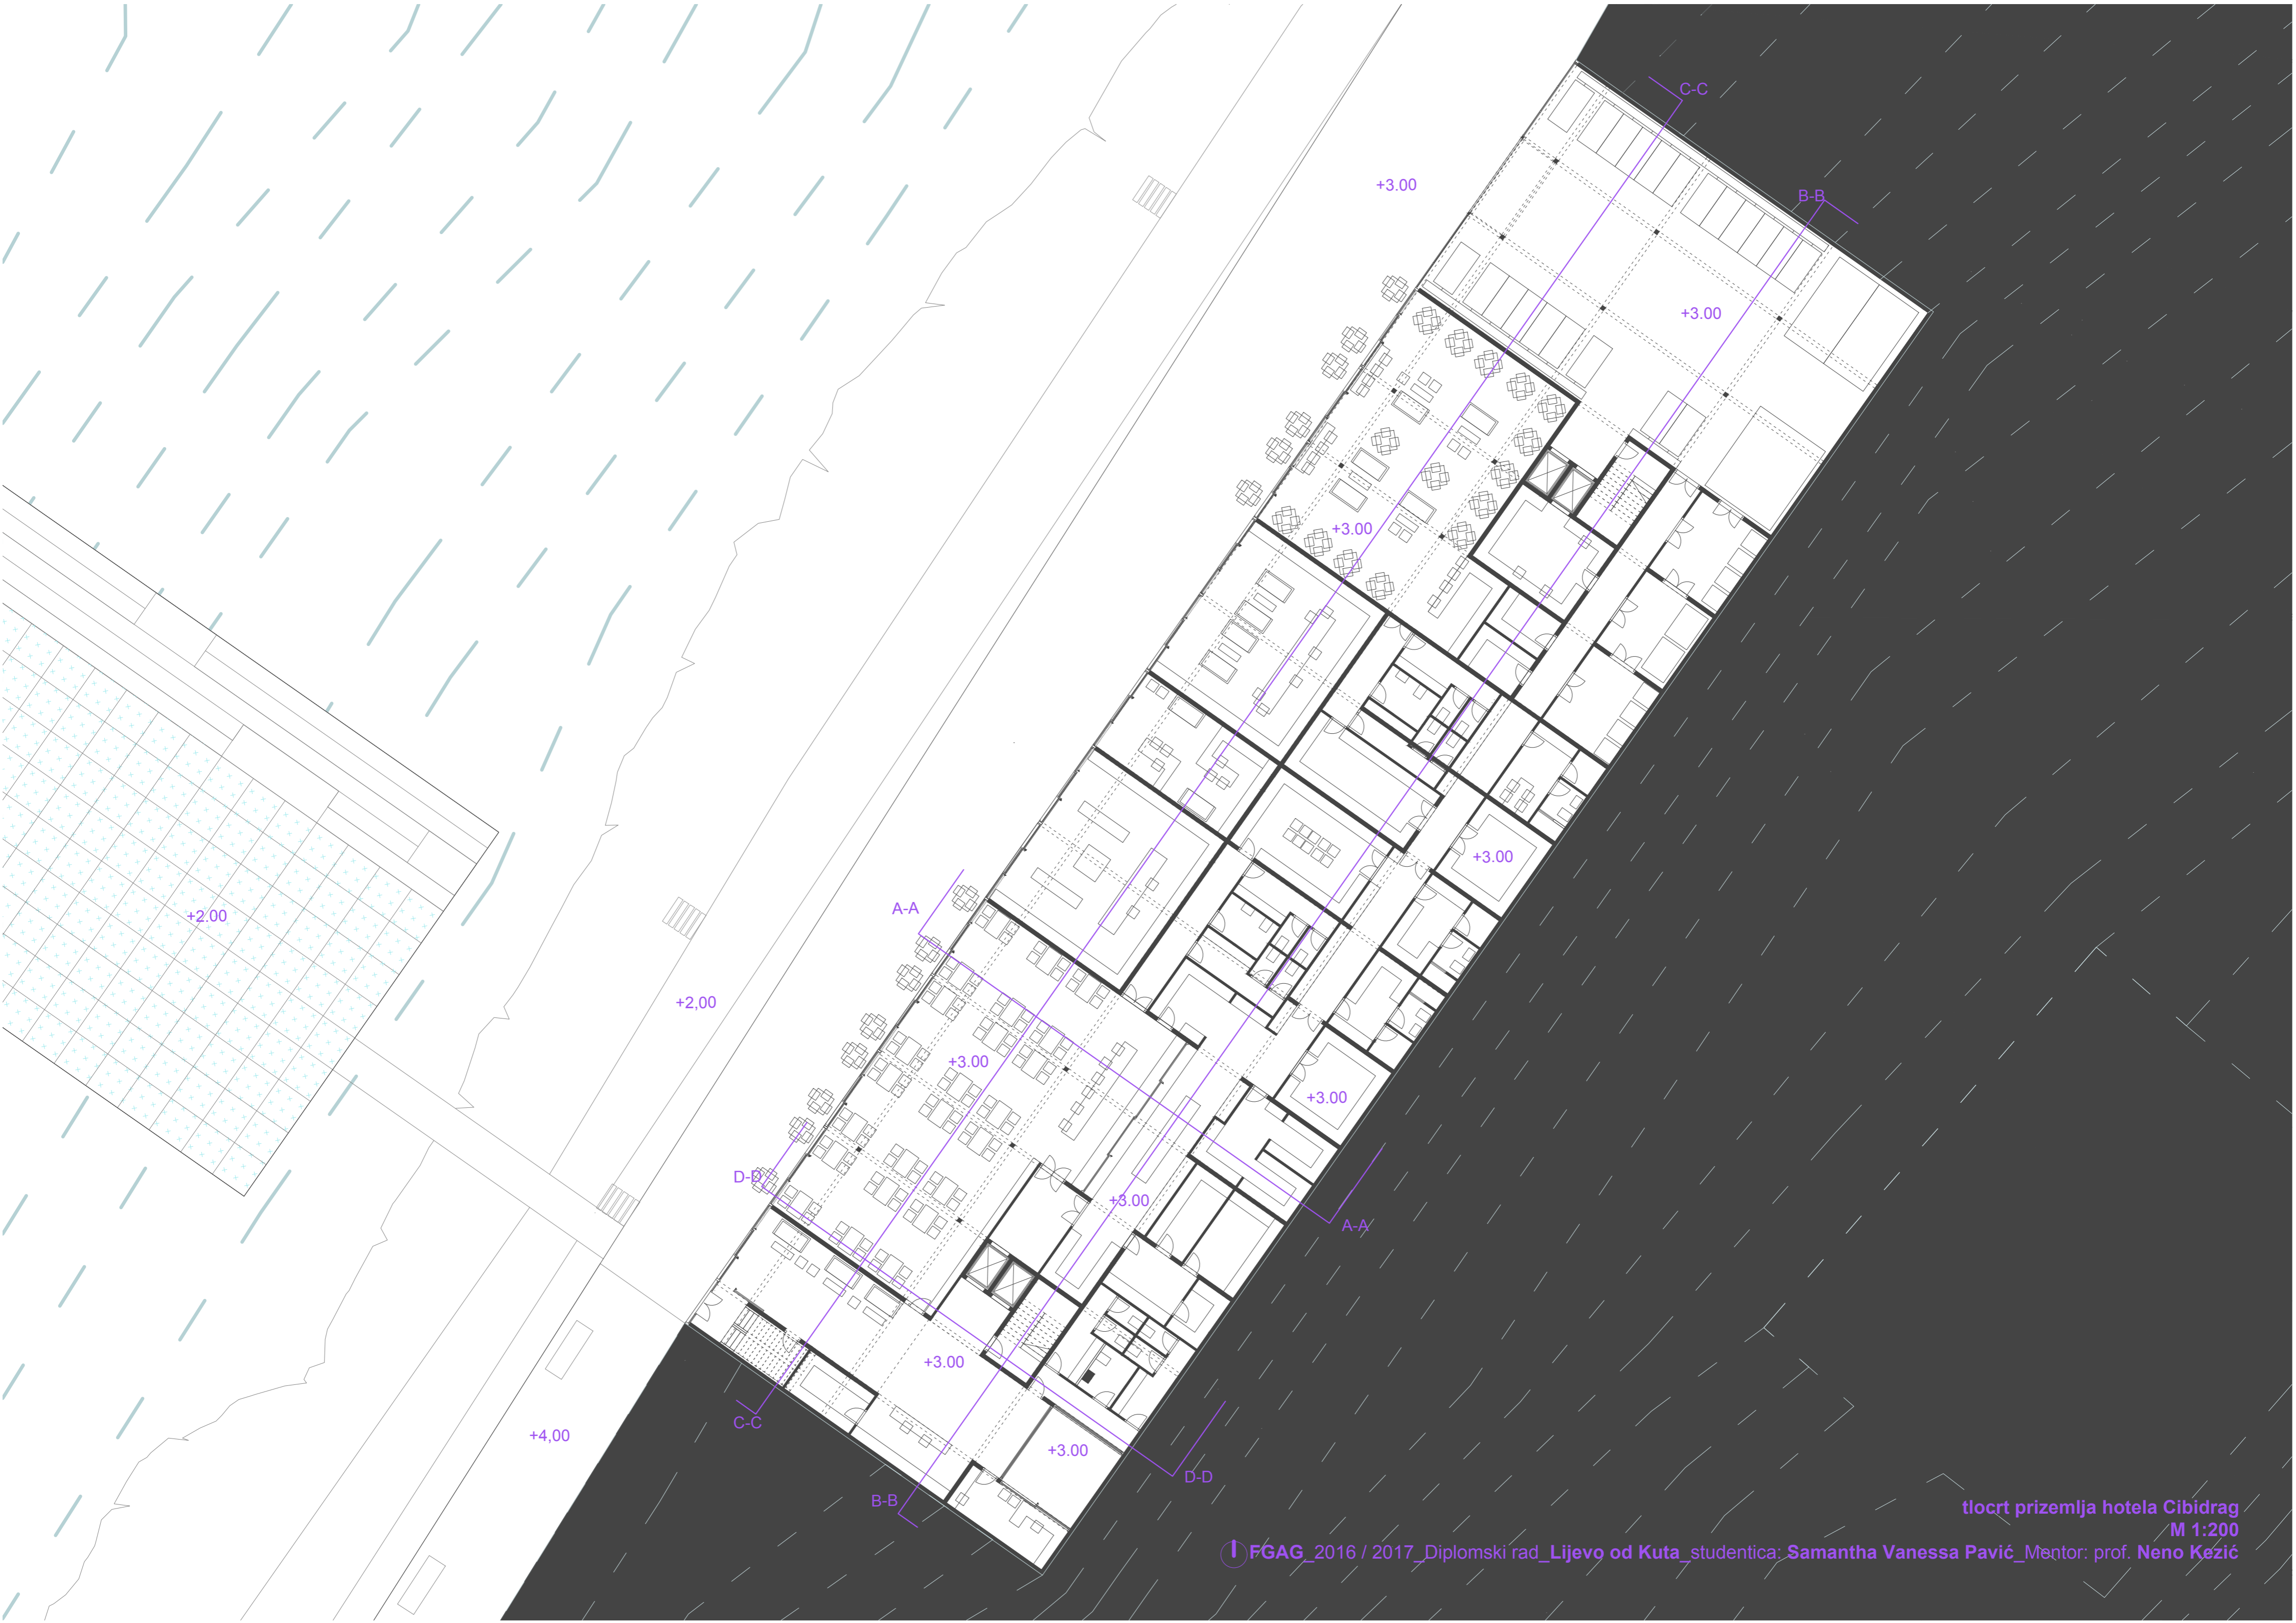 C-C
+3.00
B-B
+3.00
+3.00
+3.00
A-A
+2.00
+2,00
+3.00
+3.00
D-D
+3.00
A-A
+3.00
C-C
+4,00
+3.00
D-D
B-B
tlocrt prizemlja hotela Cibidrag
M 1:200
FGAG_2016 / 2017_Diplomski rad_Lijevo od Kuta_studentica: Samantha Vanessa Pavić_Mentor: prof. Neno Kezić